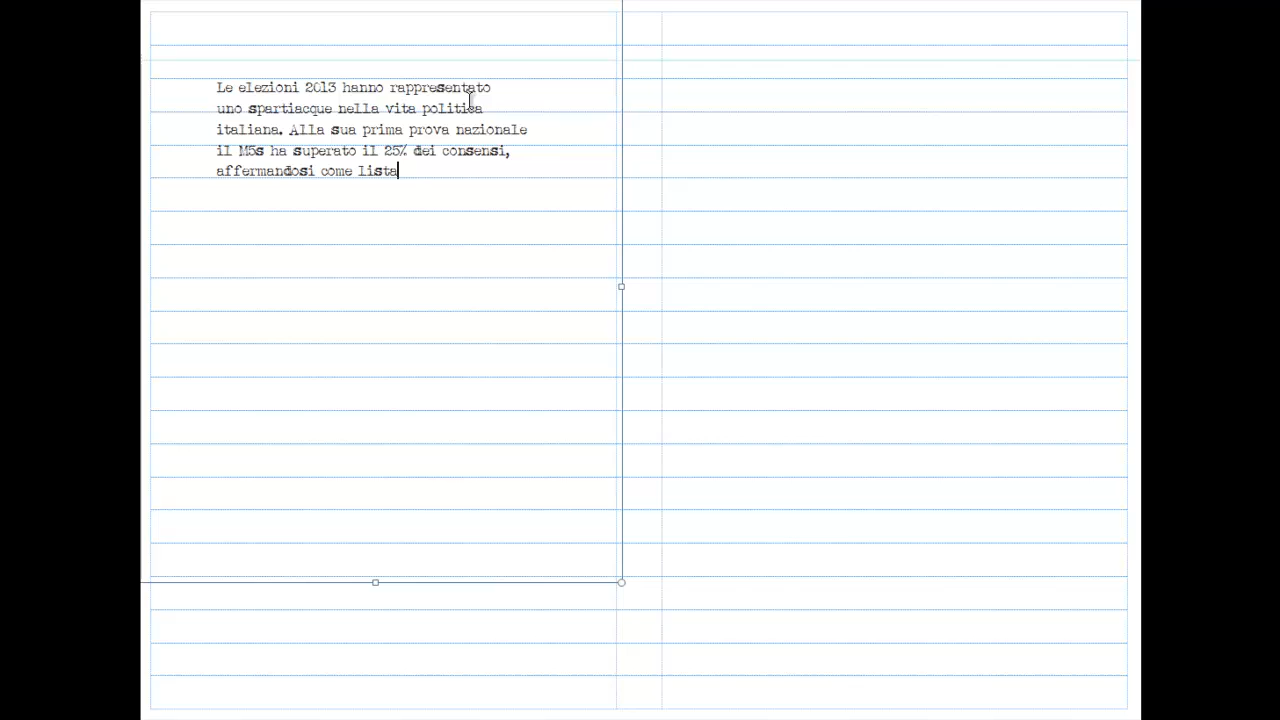 Le elezioni 2013 hanno rappresentato
uno spartiacque nella vita politica
italiana. Alla sua prima prova nazionale
il M5s ha superato il 25% dei consensi,
affermandosi come lista